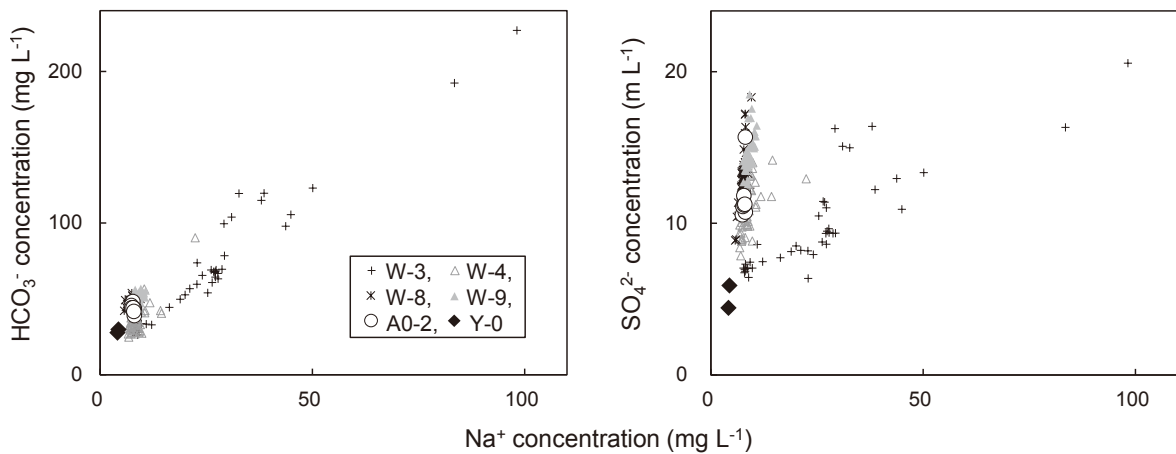 HCO₃⁻ concentration (mg L⁻¹)
200
100
0
0
50
100
W-3, W-4,
W-8, W-9,
A0-2, Y-0
SO₄²⁻ concentration (m L⁻¹)
20
10
0
0
50
100
Na⁺ concentration (mg L⁻¹)